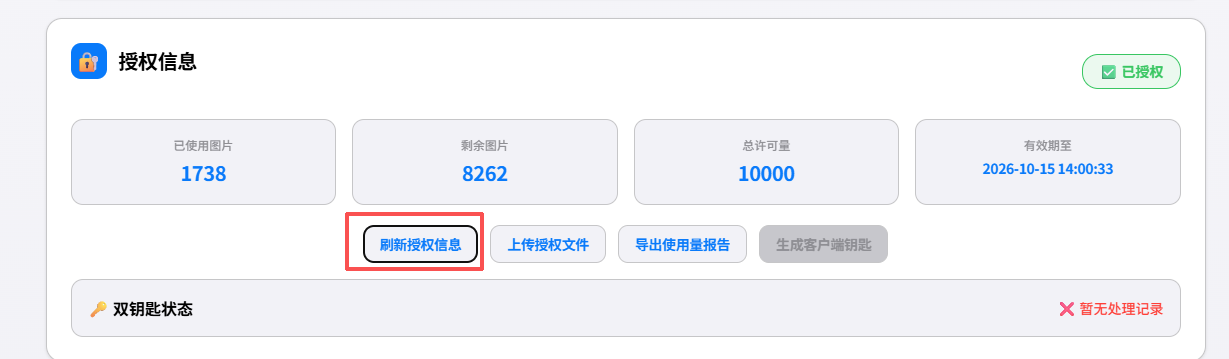 授权信息
已授权
已使用图片
1738
剩余图片
8262
总许可量
10000
有效期至
2026-10-15 14:00:33
刷新授权信息
上传授权文件
导出使用量报告
生成客户端钥匙
双钥匙状态
暂无处理记录